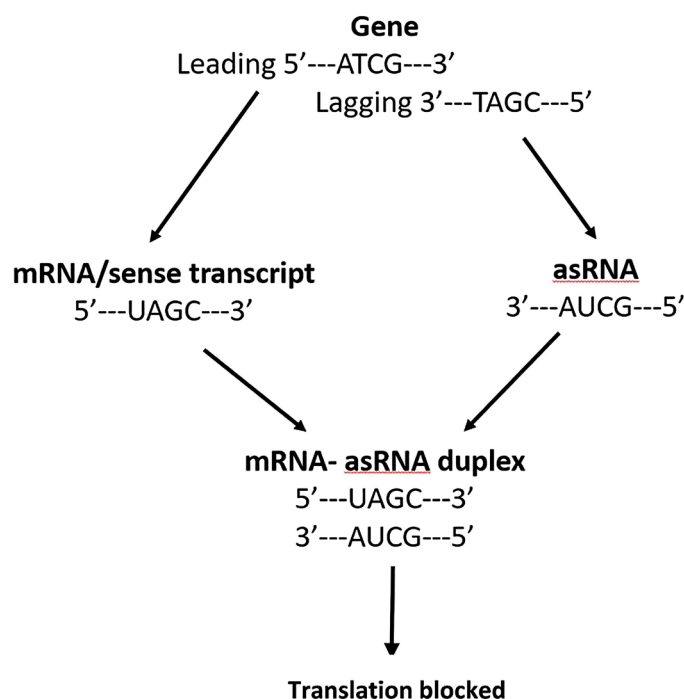 Gene
Leading 5’---ATCG---3’
Lagging 3’---TAGC---5’
mRNA/sense transcript
5’---UAGC---3’
asRNA
3’---AUCG---5’
mRNA- asRNA duplex
5’---UAGC---3’
3’---AUCG---5’
Translation blocked